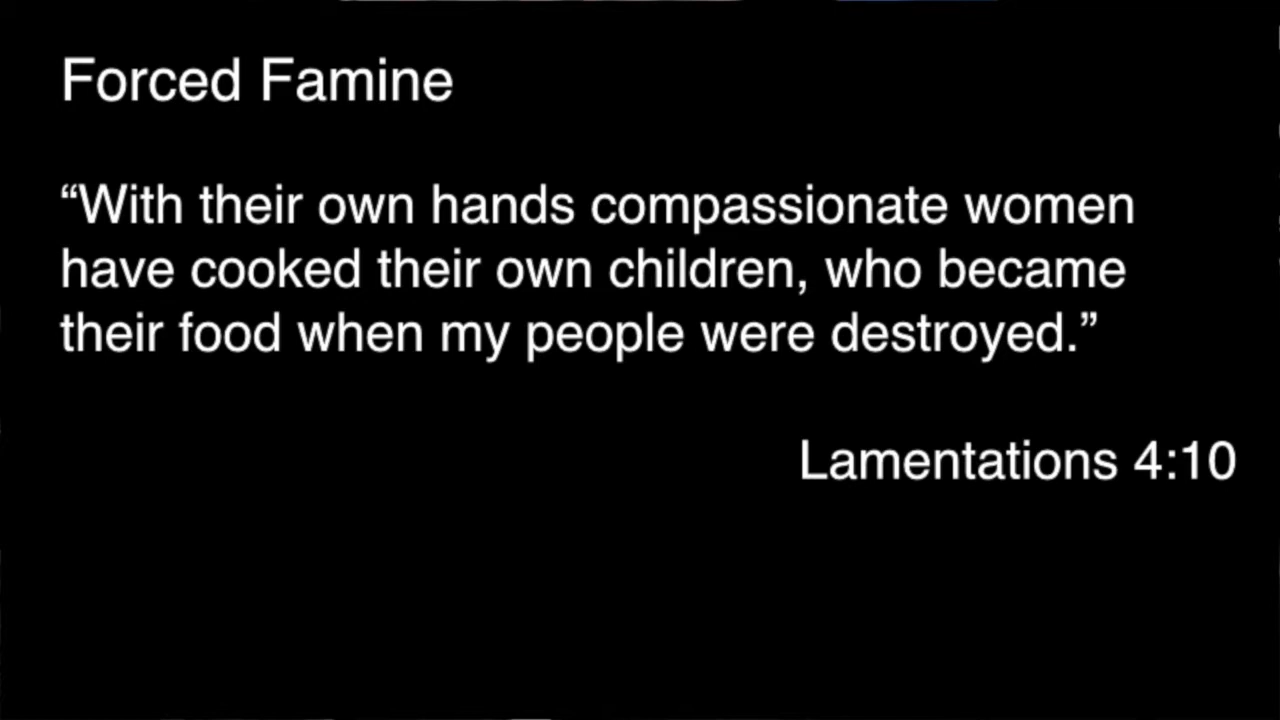 Forced Famine
“With their own hands compassionate women
have cooked their own children, who became
their food when my people were destroyed.”
Lamentations 4:10